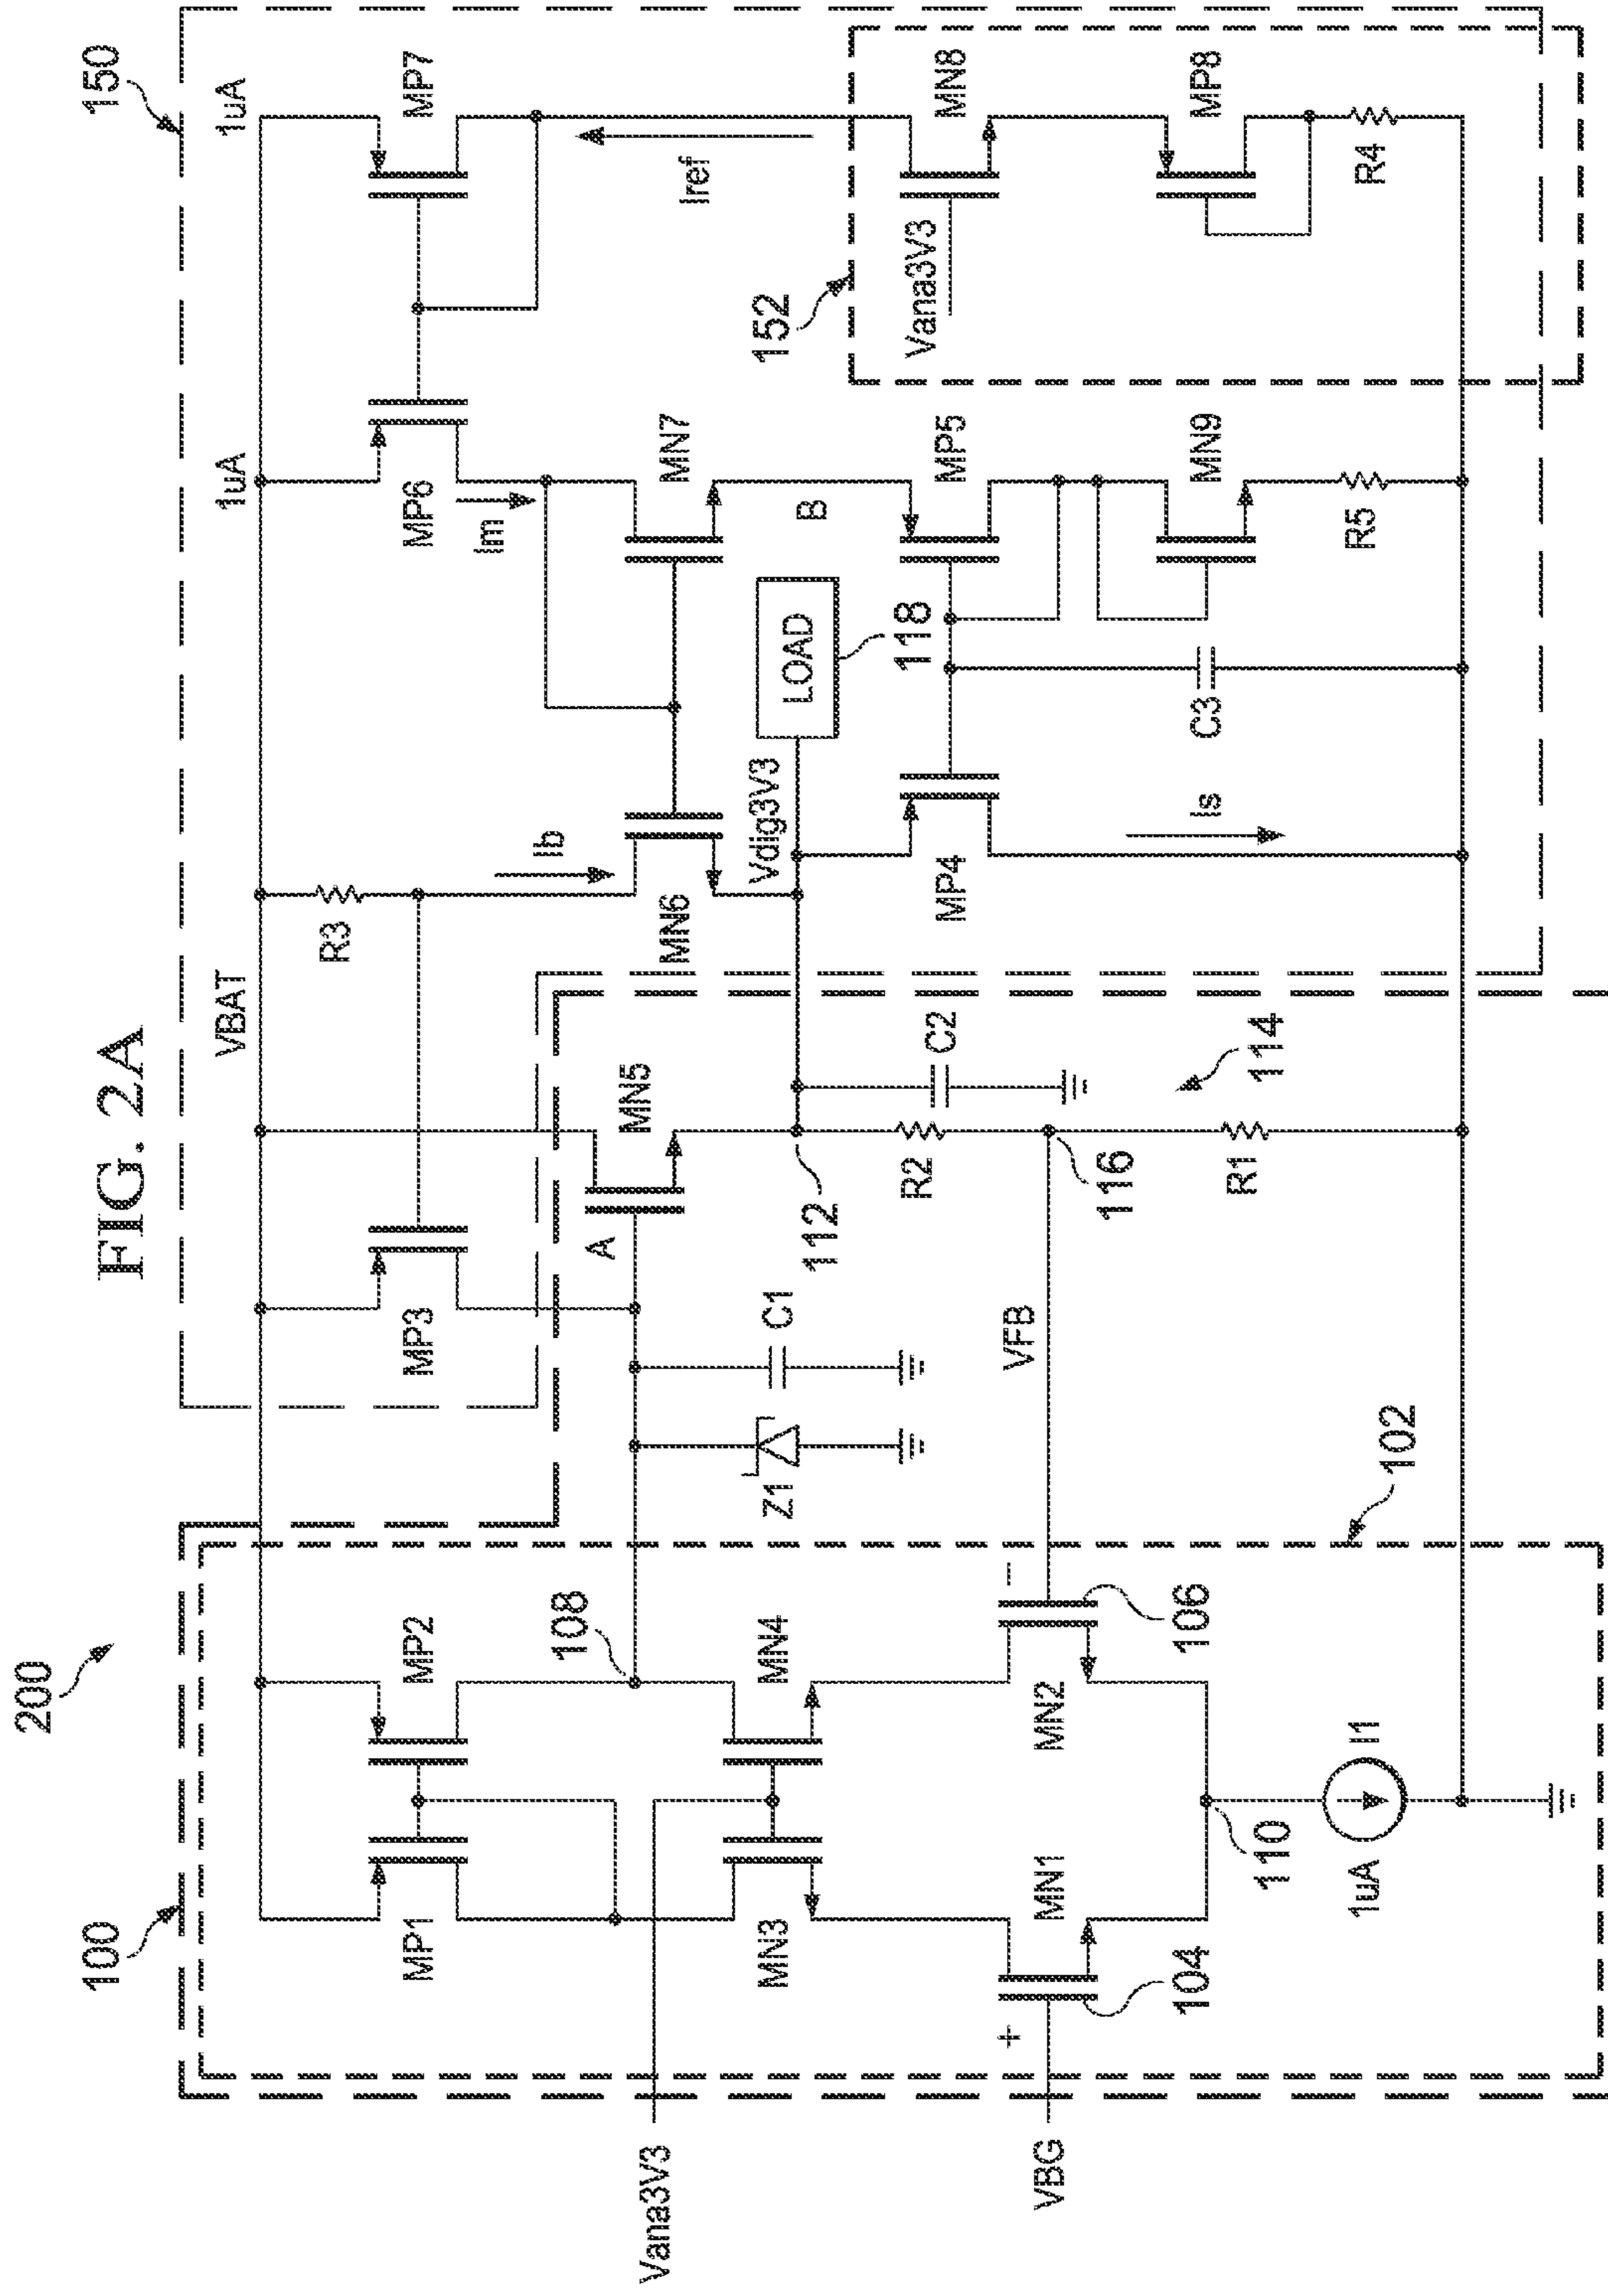 FIG. 2A
200
100
150
VBAT
1uA
1uA
MP1
MP2
MP3
R3
MP6
MP7
Im
Ib
Iref
108
A
MN5
MN6
MN7
Vana3V3
MN3
MN4
Z1
C1
112
Vdig3V3
LOAD
118
B
152
Vana3V3
MN8
VBG
+
104
MN1
MN2
-
106
VFB
116
R2
C2
114
MP4
MP5
Is
C3
MN9
MP8
110
1uA
I1
102
R1
R5
R4